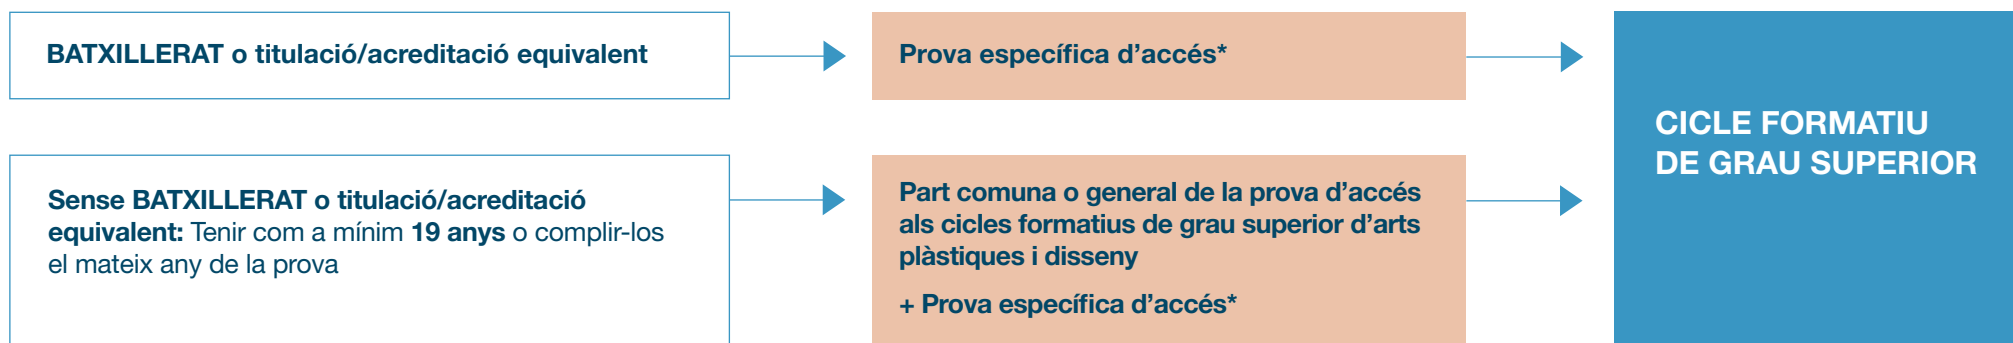 BATXILLERAT o titulació/acreditació equivalent
Prova específica d’accés*
Sense BATXILLERAT o titulació/acreditació
equivalent: Tenir com a mínim 19 anys o complir-los
el mateix any de la prova
Part comuna o general de la prova d’accés
als cicles formatius de grau superior d’arts
plàstiques i disseny
+ Prova específica d’accés*
CICLE FORMATIU
DE GRAU SUPERIOR